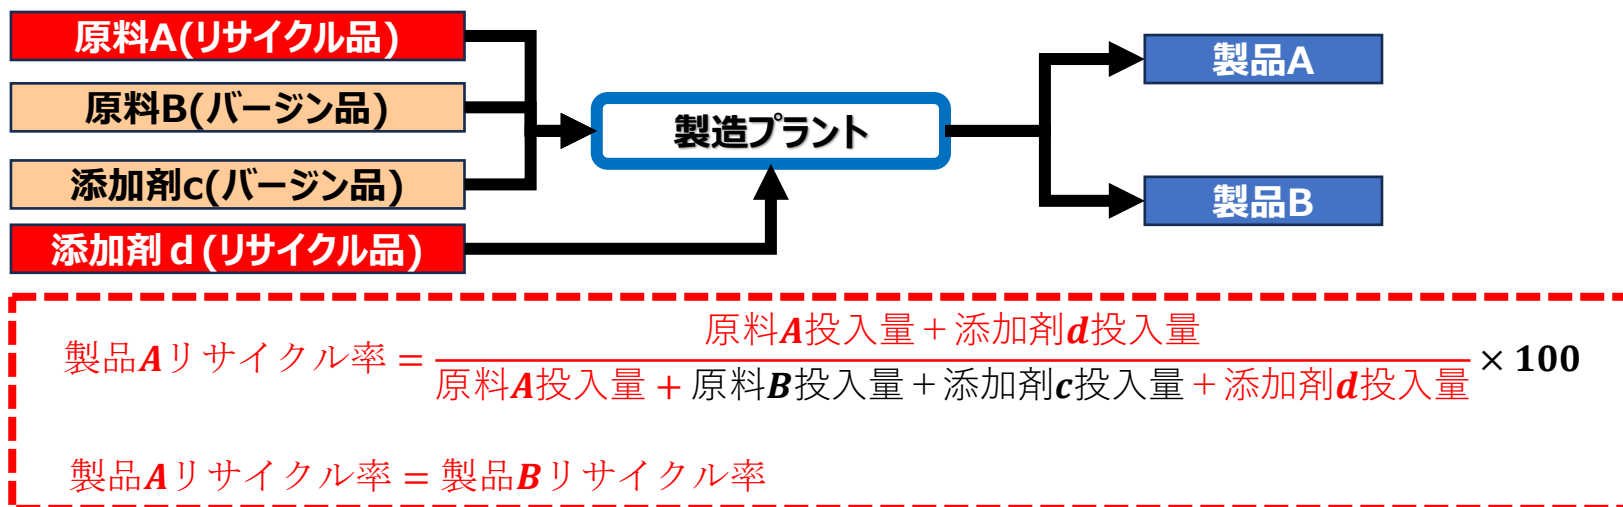 原料A(リサイクル品)
原料B(バージン品)
添加剤c(バージン品)
添加剤d(リサイクル品)
製造プラント
製品A
製品B
製品Aリサイクル率 = 原料A投入量+添加剤d投入量 / 原料A投入量 + 原料B投入量+添加剤c投入量+添加剤d投入量 × 100
製品Aリサイクル率 = 製品Bリサイクル率